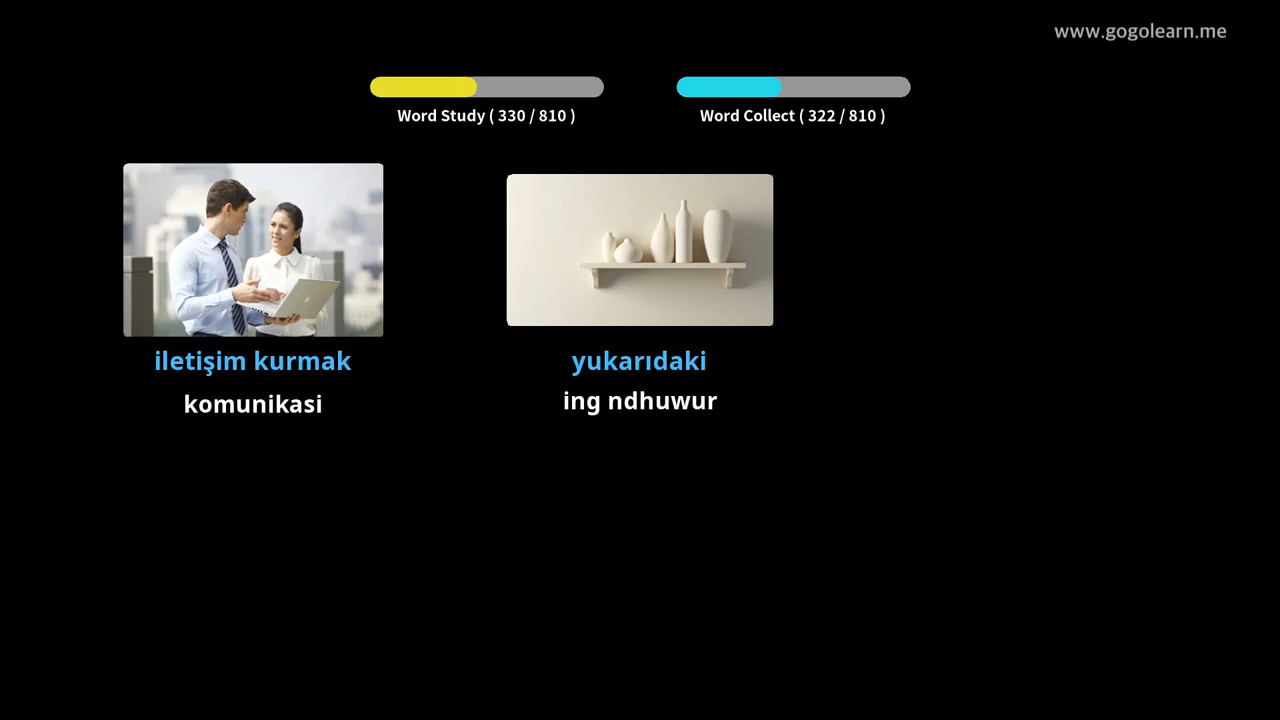 www.gogolearn.me
Word Study ( 330 / 810 )
Word Collect ( 322 / 810 )
iletişim kurmak
komunikasi
yukarıdaki
ing ndhuwur